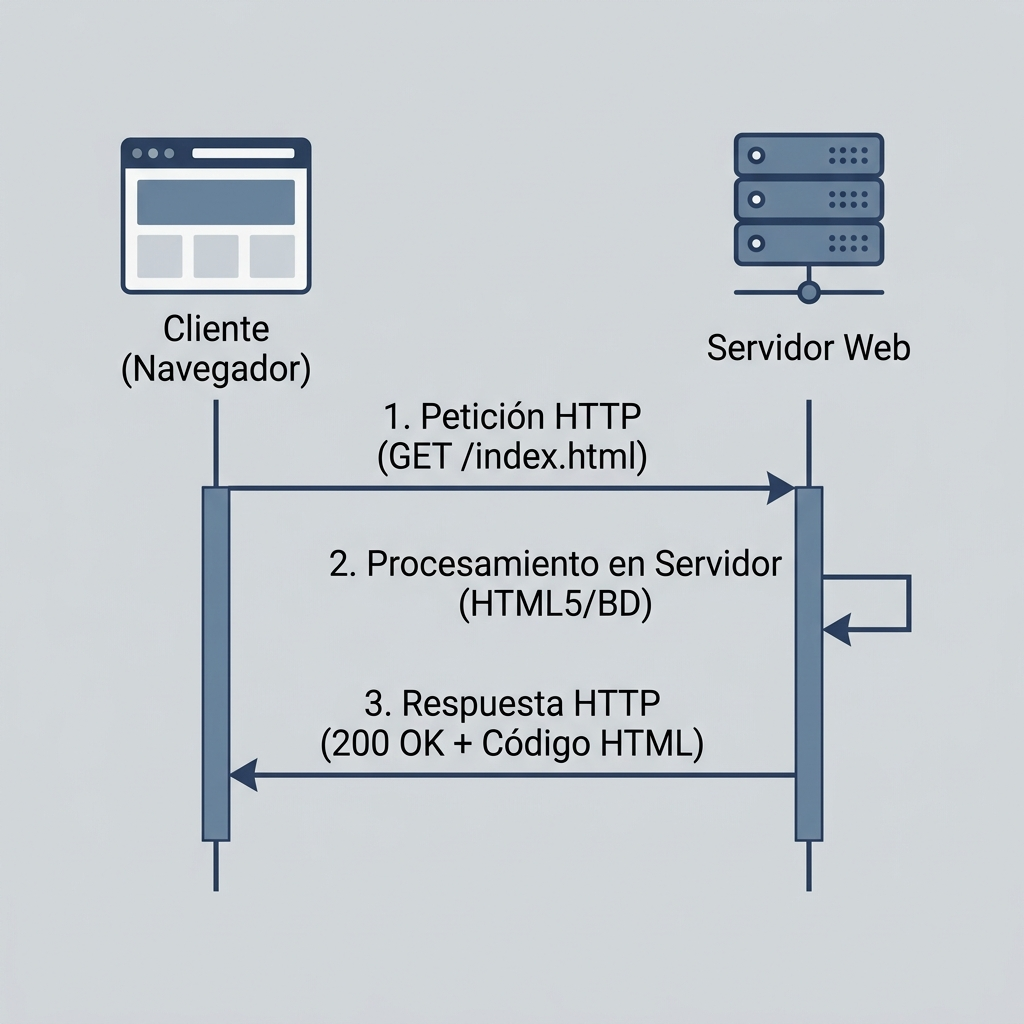 Cliente
(Navegador)
Servidor Web
1. Petición HTTP
(GET /index.html)
2. Procesamiento en Servidor
(HTML5/BD)
3. Respuesta HTTP
(200 OK + Código HTML)